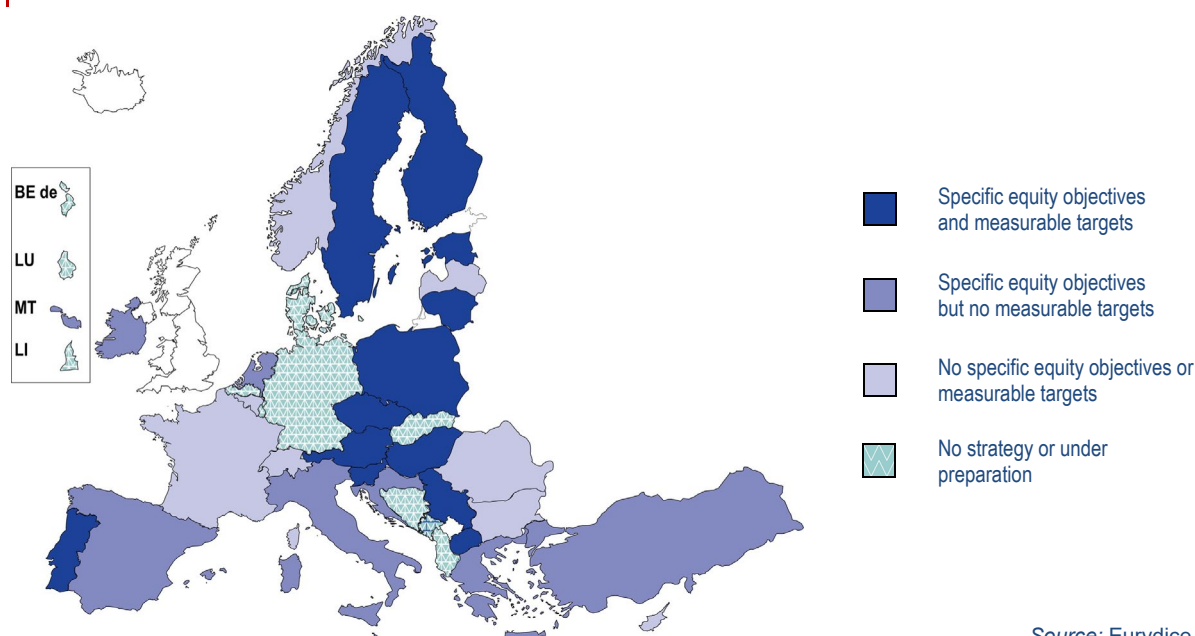 BE de
LU
MT
LI
Specific equity objectives
and measurable targets
Specific equity objectives
but no measurable targets
No specific equity objectives or
measurable targets
No strategy or under
preparation
Source: Eurydice